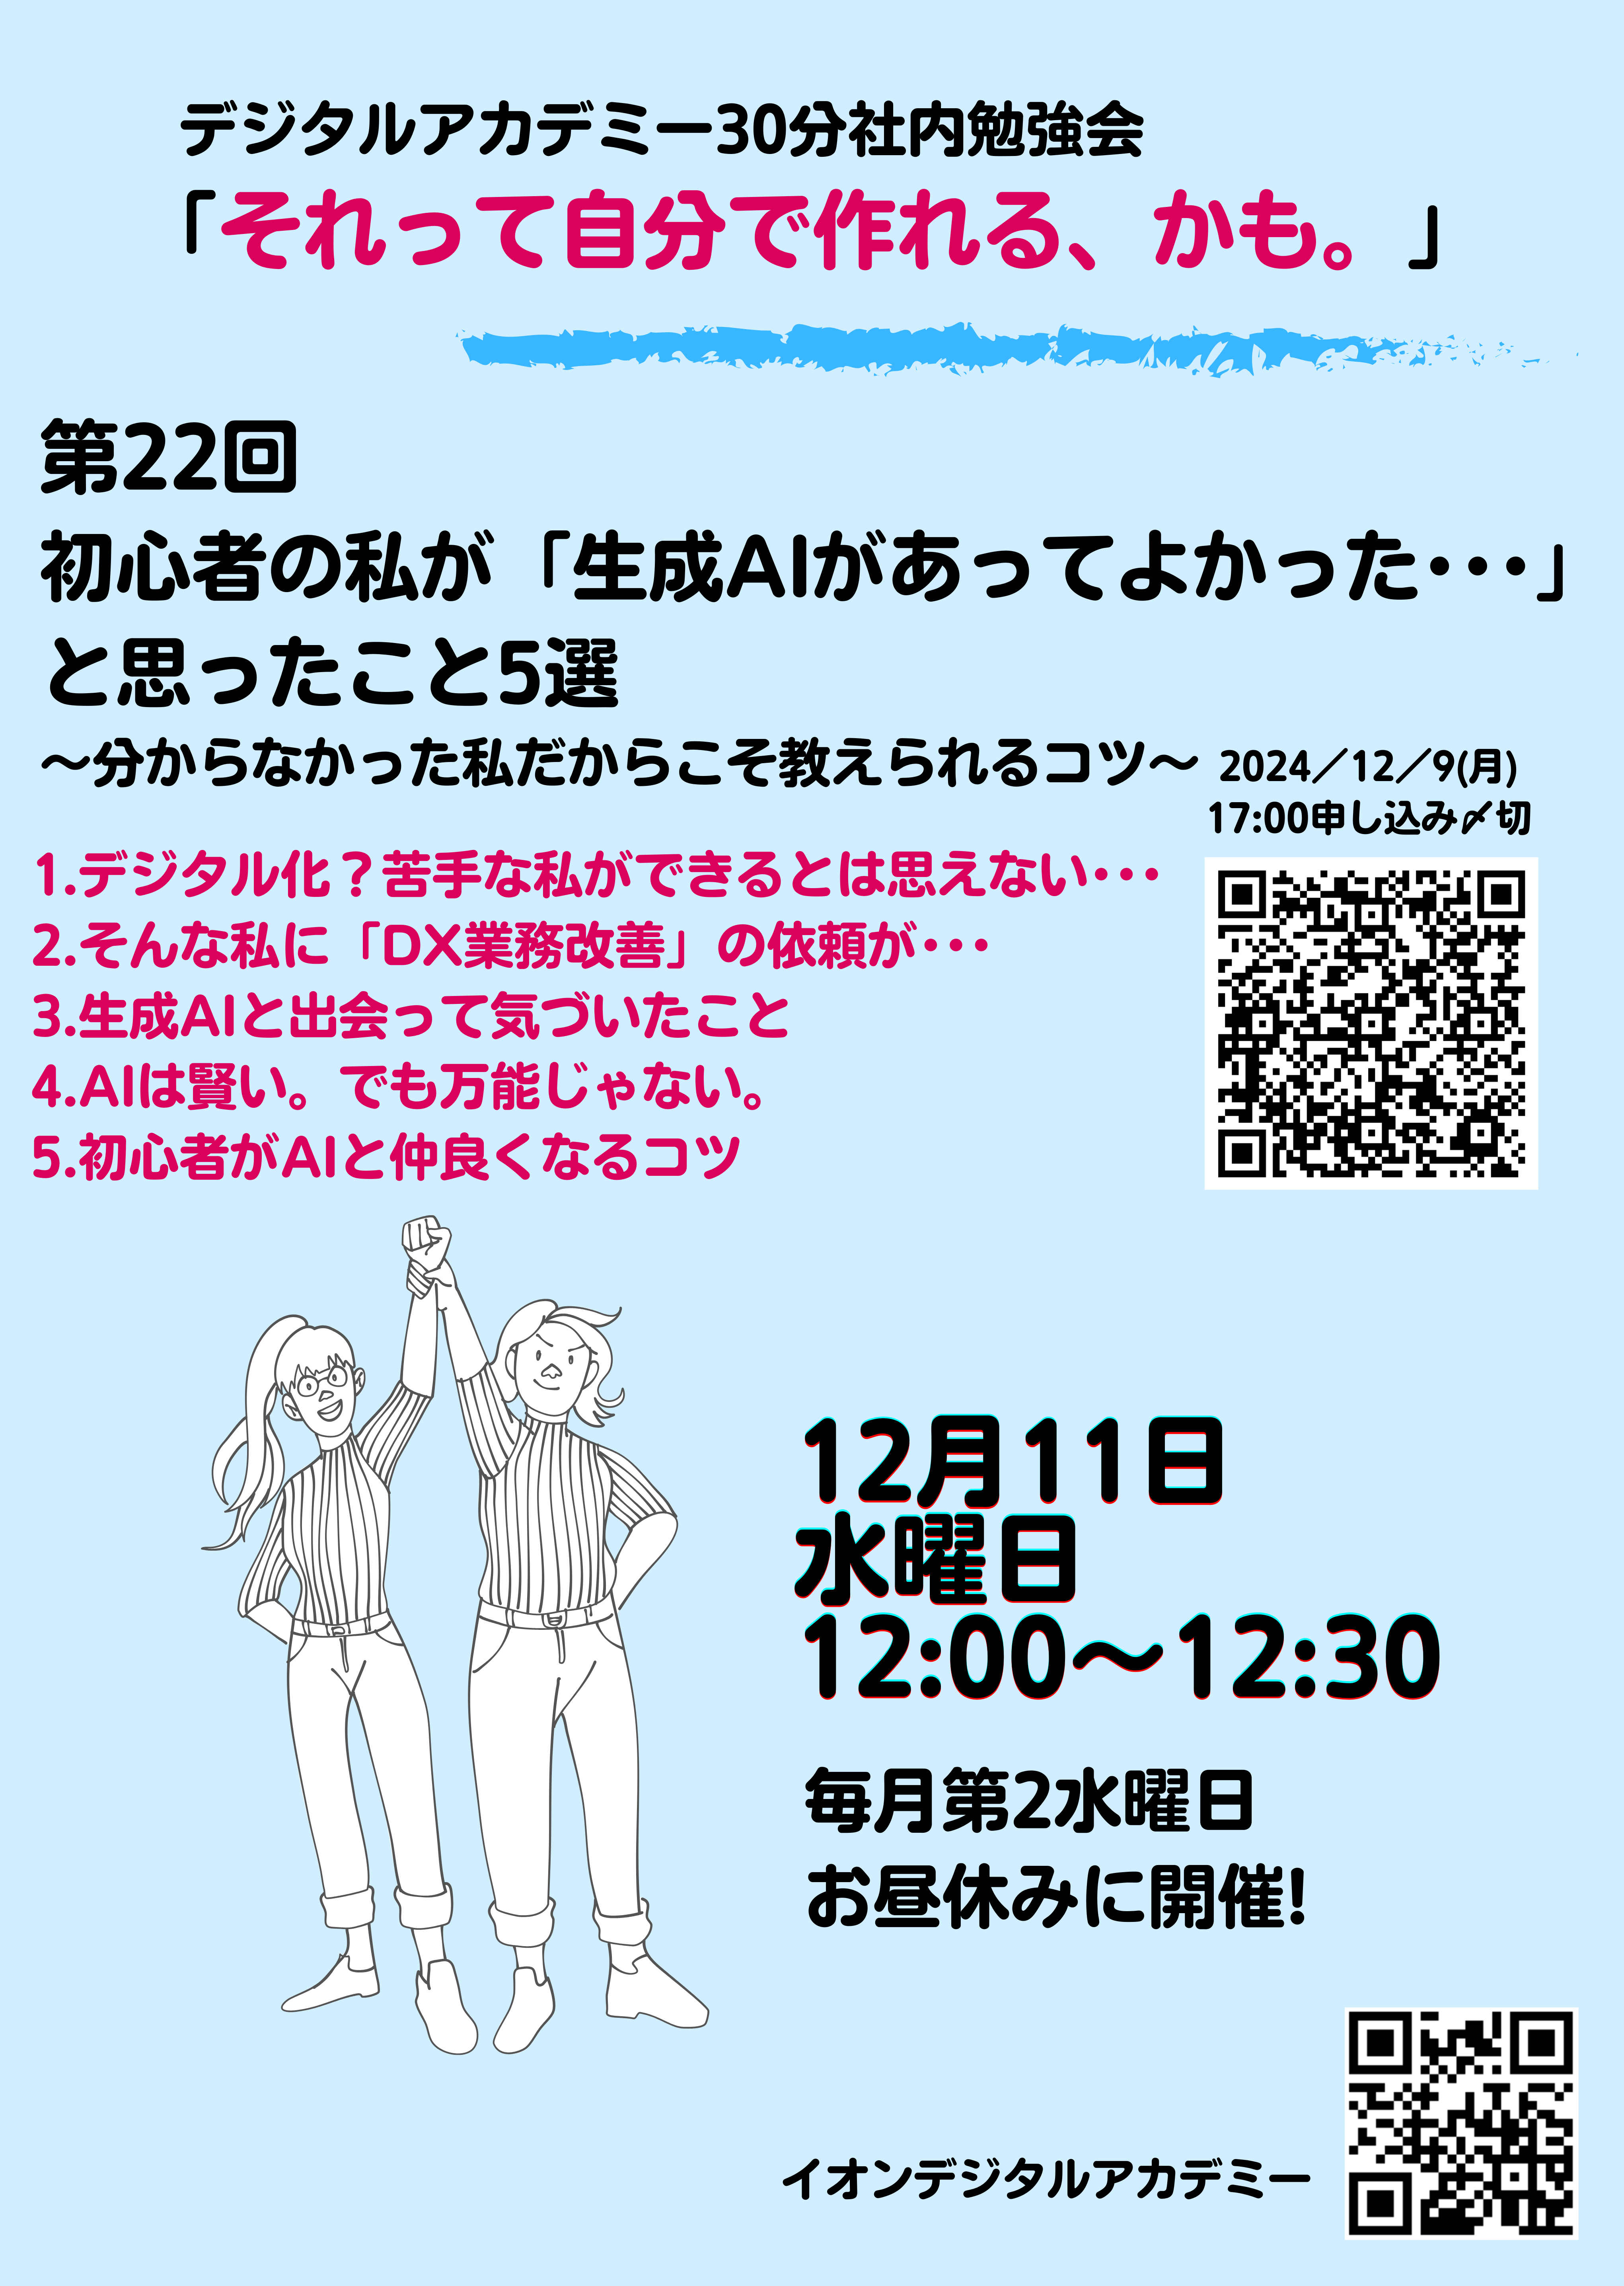 デジタルアカデミー30分社内勉強会
「それって自分で作れる、かも。」
第22回
初心者の私が「生成AIがあってよかった・・・」
と思ったこと5選
～分からなかった私だからこそ教えられるコツ～
2024／12／9(月)
17:00申し込み〆切
1.デジタル化？苦手な私ができるとは思えない・・・
2.そんな私に「DX業務改善」の依頼が・・・
3.生成AIと出会って気づいたこと
4.AIは賢い。でも万能じゃない。
5.初心者がAIと仲良くなるコツ
12月11日
水曜日
12:00～12:30
毎月第2水曜日
お昼休みに開催!
イオンデジタルアカデミー